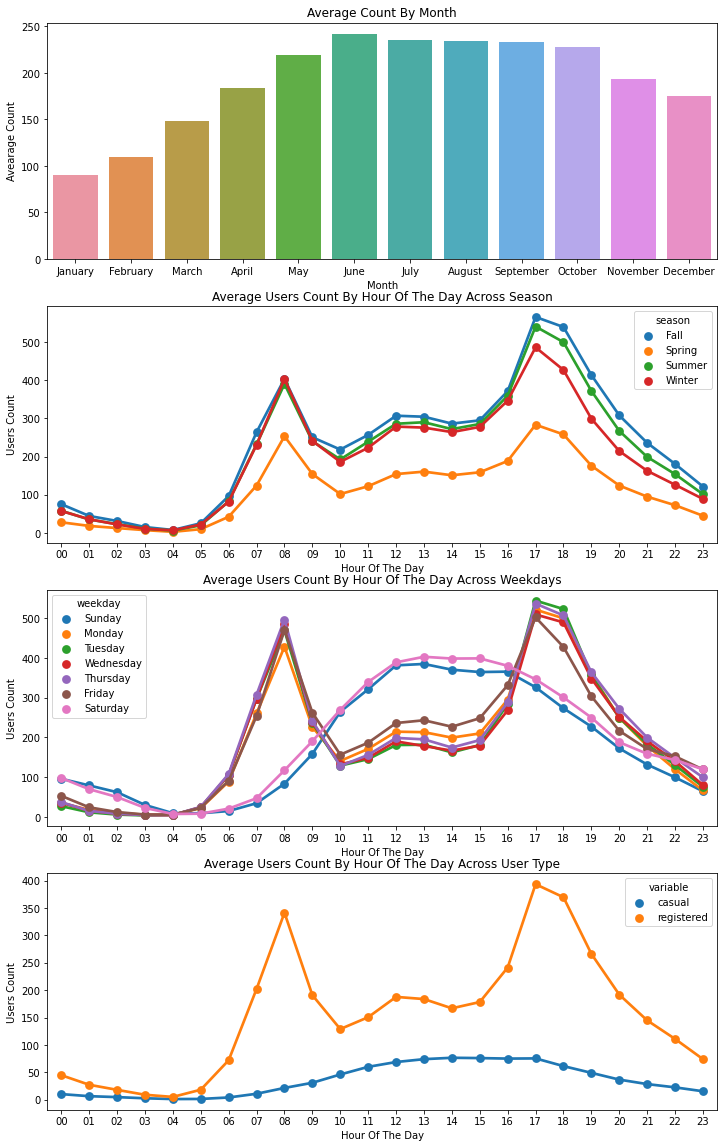 Average Count By Month
Avearage Count
250
200
150
100
50
0
January February March April May June July August September October November December
Month
Average Users Count By Hour Of The Day Across Season
Users Count
500
400
300
200
100
0
season
Fall
Spring
Summer
Winter
00 01 02 03 04 05 06 07 08 09 10 11 12 13 14 15 16 17 18 19 20 21 22 23
Hour Of The Day
Average Users Count By Hour Of The Day Across Weekdays
Users Count
500
400
300
200
100
0
weekday
Sunday
Monday
Tuesday
Wednesday
Thursday
Friday
Saturday
00 01 02 03 04 05 06 07 08 09 10 11 12 13 14 15 16 17 18 19 20 21 22 23
Hour Of The Day
Average Users Count By Hour Of The Day Across User Type
Users Count
400
350
300
250
200
150
100
50
0
variable
casual
registered
00 01 02 03 04 05 06 07 08 09 10 11 12 13 14 15 16 17 18 19 20 21 22 23
Hour Of The Day